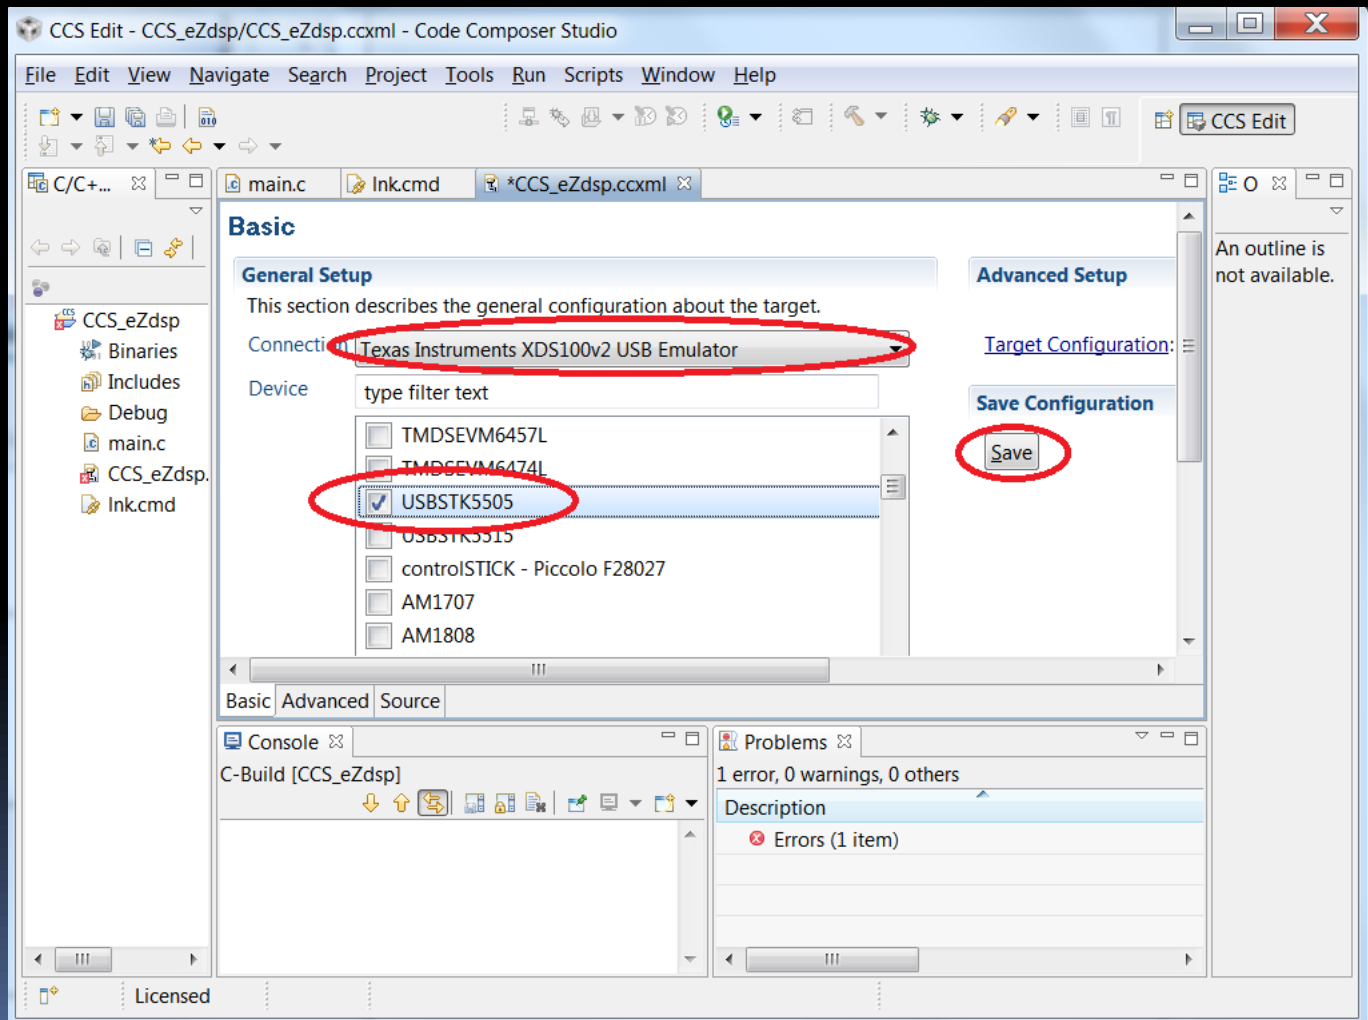 CCS Edit - CCS_eZdsp/CCS_eZdsp.ccxml - Code Composer Studio
File Edit View Navigate Search Project Tools Run Scripts Window Help
CCS Edit
C/C+...
main.c
lnk.cmd
*CCS_eZdsp.ccxml
O
CCS_eZdsp
Binaries
Includes
Debug
main.c
CCS_eZdsp.
lnk.cmd
Basic
General Setup
This section describes the general configuration about the target.
Connection
Texas Instruments XDS100v2 USB Emulator
Device
type filter text
TMDSEVM6457L
TMDSEVM6474L
USBSTK5505
USBSTK5515
controlSTICK - Piccolo F28027
AM1707
AM1808
Advanced Setup
Target Configuration:
Save Configuration
Save
An outline is
not available.
Basic Advanced Source
Console
C-Build [CCS_eZdsp]
Problems
1 error, 0 warnings, 0 others
Description
Errors (1 item)
Licensed